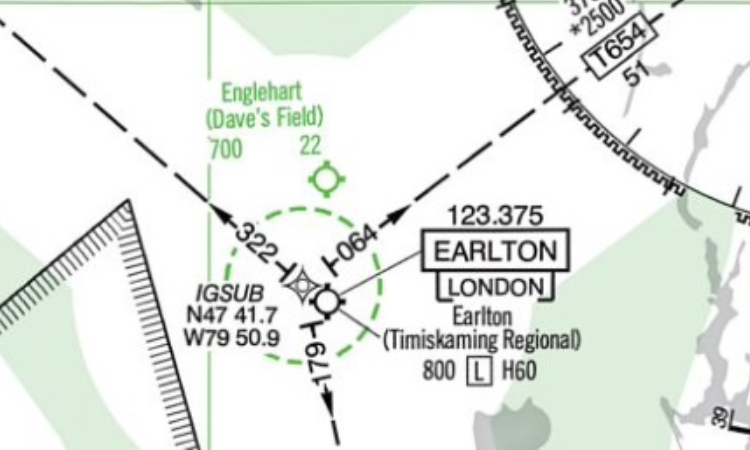 *2500
T654
51
Englehart
(Dave's Field)
700 22
322
064
123.375
EARLTON
LONDON
IGSUB
N47 41.7
W79 50.9
Earlton
(Timiskaming Regional)
800 L H60
179
39